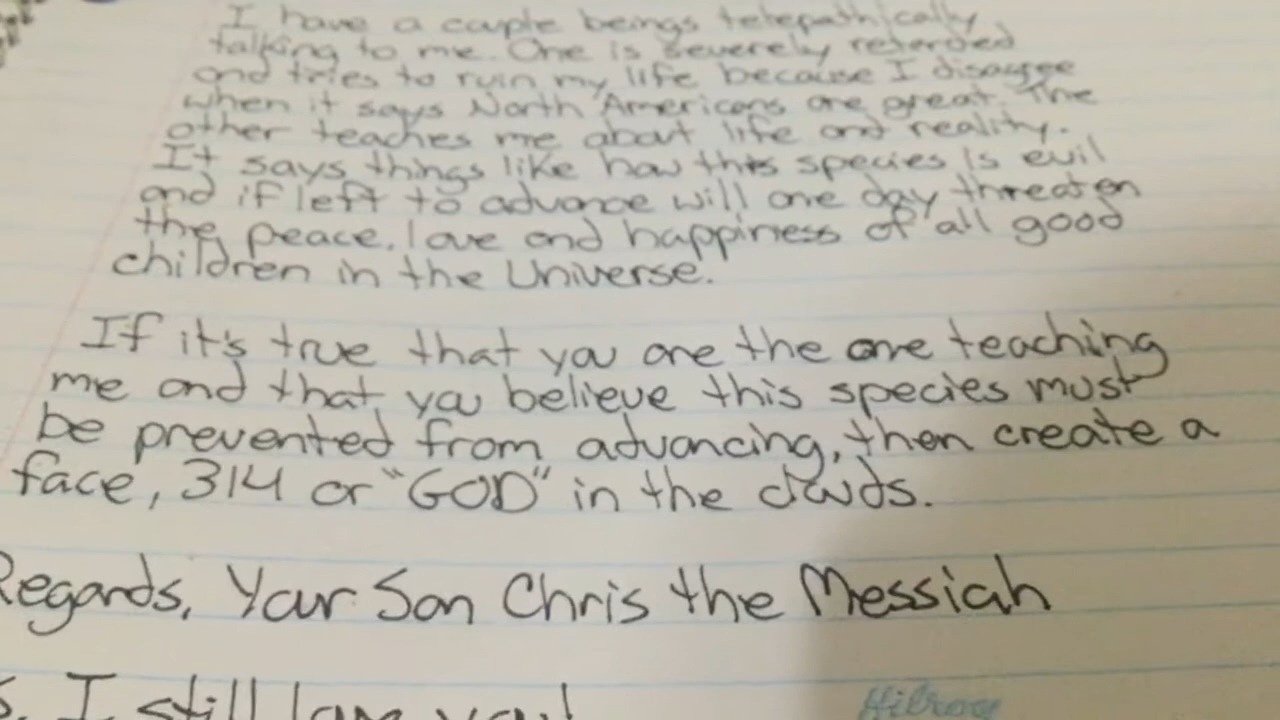 I have a couple beings telepathically
talking to me. One is severely retarded
and tries to ruin my life because I disagree
when it says North Americans are great. The
other teaches me about life and reality.
It says things like how this species is evil
and if left to advance will one day threaten
the peace, love and happiness of all good
children in the Universe.
If it's true that you are the one teaching
me and that you believe this species must
be prevented from advancing, then create a
face, 314 or "GOD" in the clouds.
Regards, Your Son Chris the Messiah
S. I still love you!
Hilroy